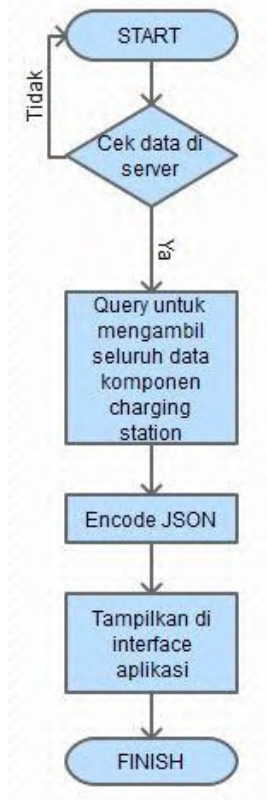 START
Tidak
Cek data di
server
Ya
Query untuk
mengambil
seluruh data
komponen
charging
station
Encode JSON
Tampilkan di
interface
aplikasi
FINISH